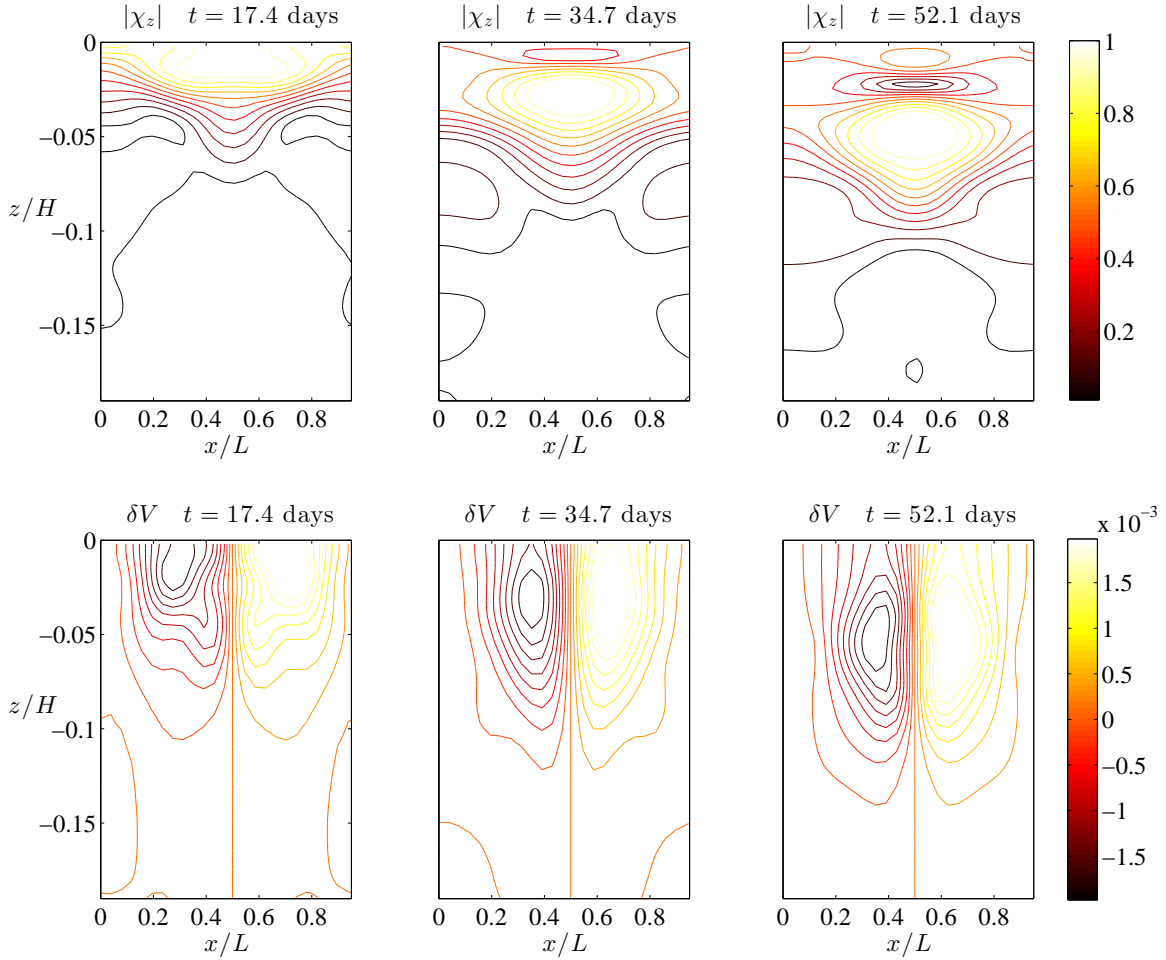 |χz| t = 17.4 days
|χz| t = 34.7 days
|χz| t = 52.1 days
0
−0.05
−0.1
−0.15
z/H
0 0.2 0.4 0.6 0.8
x/L
0 0.2 0.4 0.6 0.8
x/L
0 0.2 0.4 0.6 0.8
x/L
1
0.8
0.6
0.4
0.2
δV t = 17.4 days
δV t = 34.7 days
δV t = 52.1 days
0
−0.05
−0.1
−0.15
z/H
0 0.2 0.4 0.6 0.8
x/L
0 0.2 0.4 0.6 0.8
x/L
0 0.2 0.4 0.6 0.8
x/L
x 10−3
1.5
1
0.5
0
−0.5
−1
−1.5